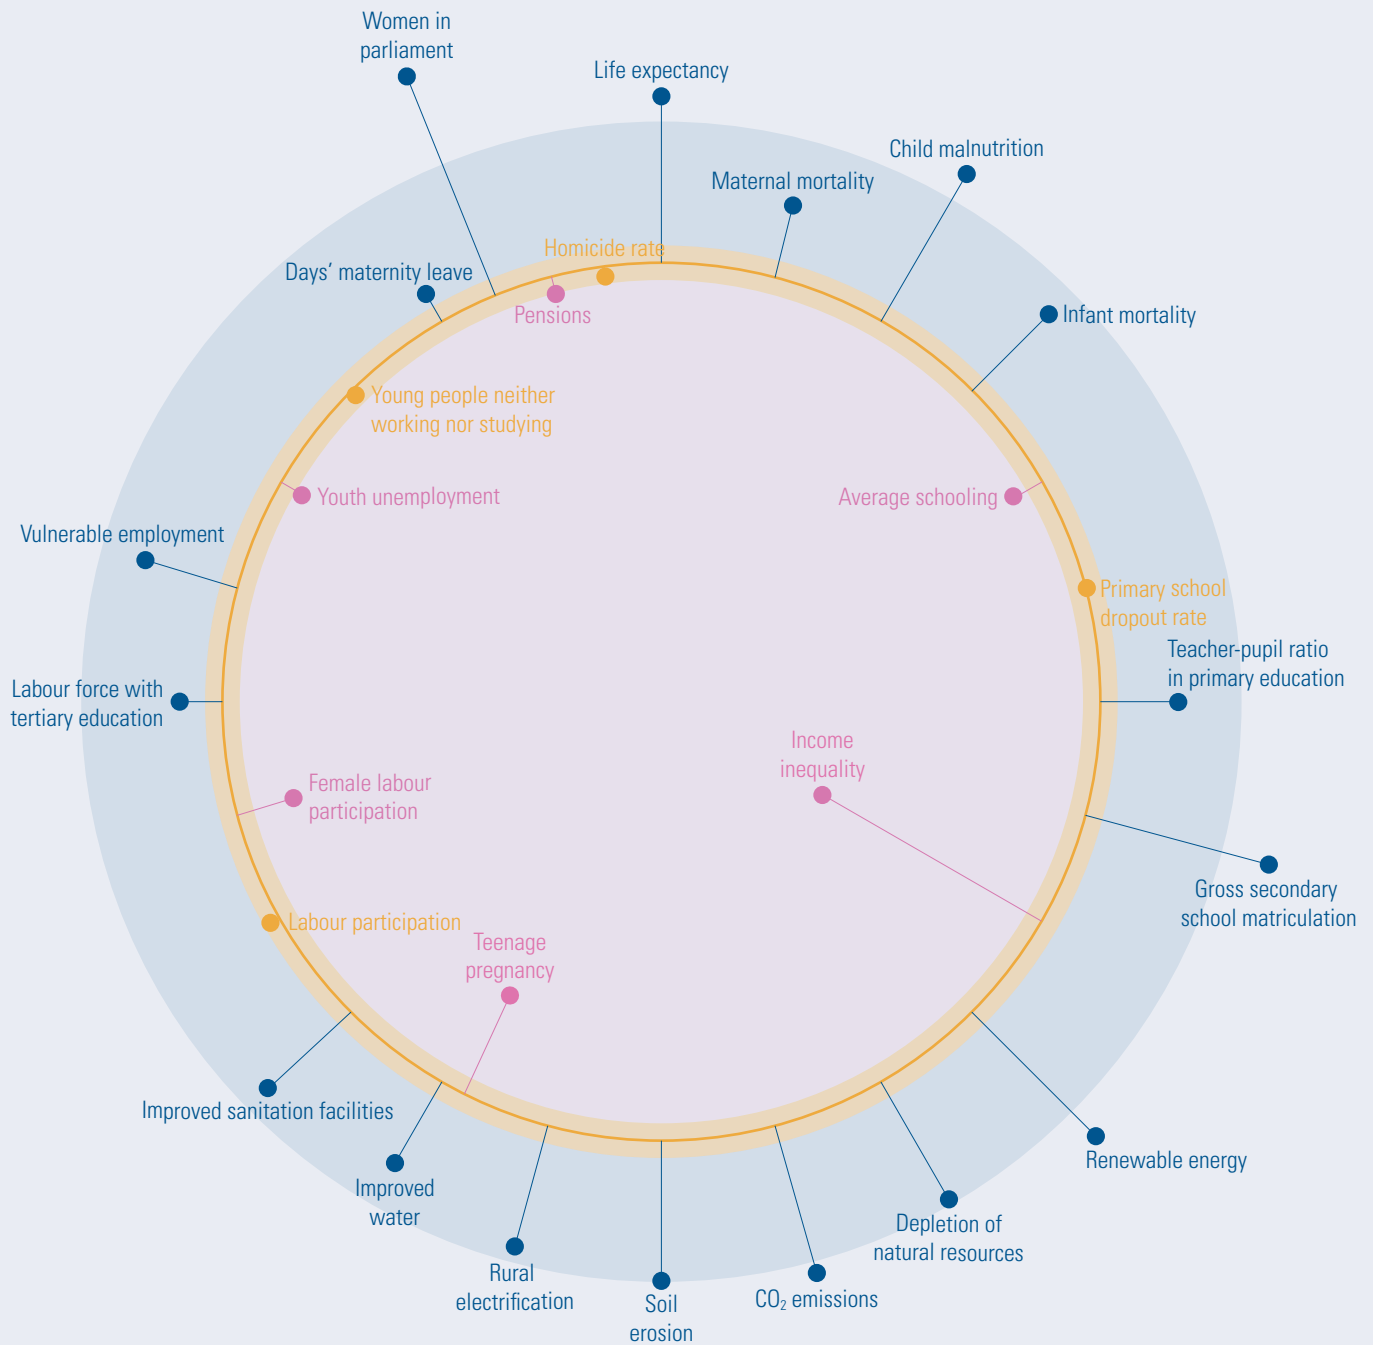 Women in
parliament
Life expectancy
Child malnutrition
Maternal mortality
Homicide rate
Days’ maternity leave
Pensions
Infant mortality
Young people neither
working nor studying
Youth unemployment
Average schooling
Vulnerable employment
Primary school
dropout rate
Teacher-pupil ratio
in primary education
Labour force with
tertiary education
Income
inequality
Female labour
participation
Gross secondary
school matriculation
Labour participation
Teenage
pregnancy
Improved sanitation facilities
Renewable energy
Improved
water
Depletion of
natural resources
Rural
electrification
CO₂ emissions
Soil
erosion